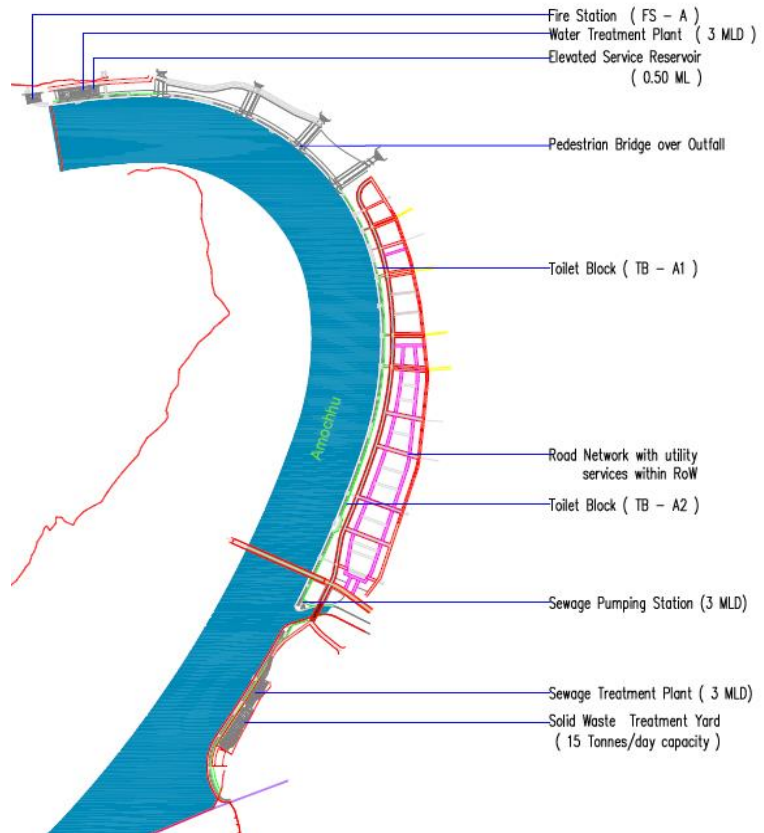 Fire Station ( FS - A )
Water Treatment Plant ( 3 MLD )
Elevated Service Reservoir
( 0.50 ML )
Pedestrian Bridge over Outfall
Toilet Block ( TB - A1 )
Amochhu
Road Network with utility
services within RoW
Toilet Block ( TB - A2 )
Sewage Pumping Station (3 MLD)
Sewage Treatment Plant ( 3 MLD)
Solid Waste Treatment Yard
( 15 Tonnes/day capacity )